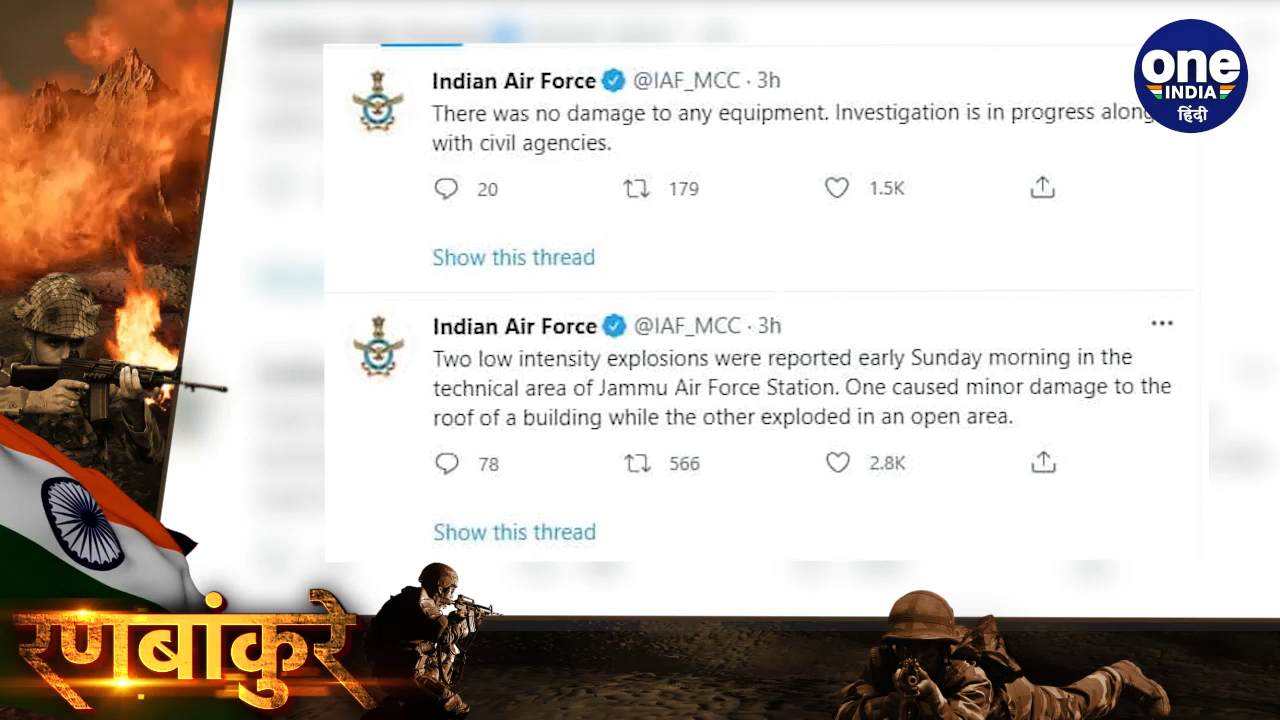 one
INDIA
हिंदी
Indian Air Force @IAF_MCC · 3h
There was no damage to any equipment. Investigation is in progress along
with civil agencies.
20 179 1.5K
Show this thread
Indian Air Force @IAF_MCC · 3h
Two low intensity explosions were reported early Sunday morning in the
technical area of Jammu Air Force Station. One caused minor damage to the
roof of a building while the other exploded in an open area.
78 566 2.8K
Show this thread
रणबांकुरे